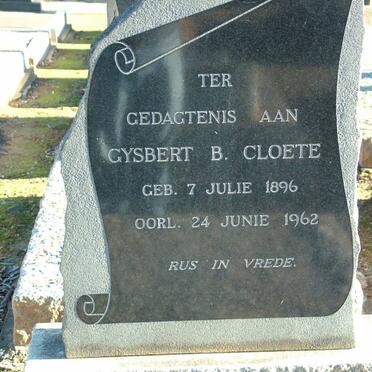 TER
GEDAGTENIS AAN
GYSBERT B. CLOETE
GEB. 7 JULIE 1896
OORL. 24 JUNIE 1962
RUS IN VREDE.